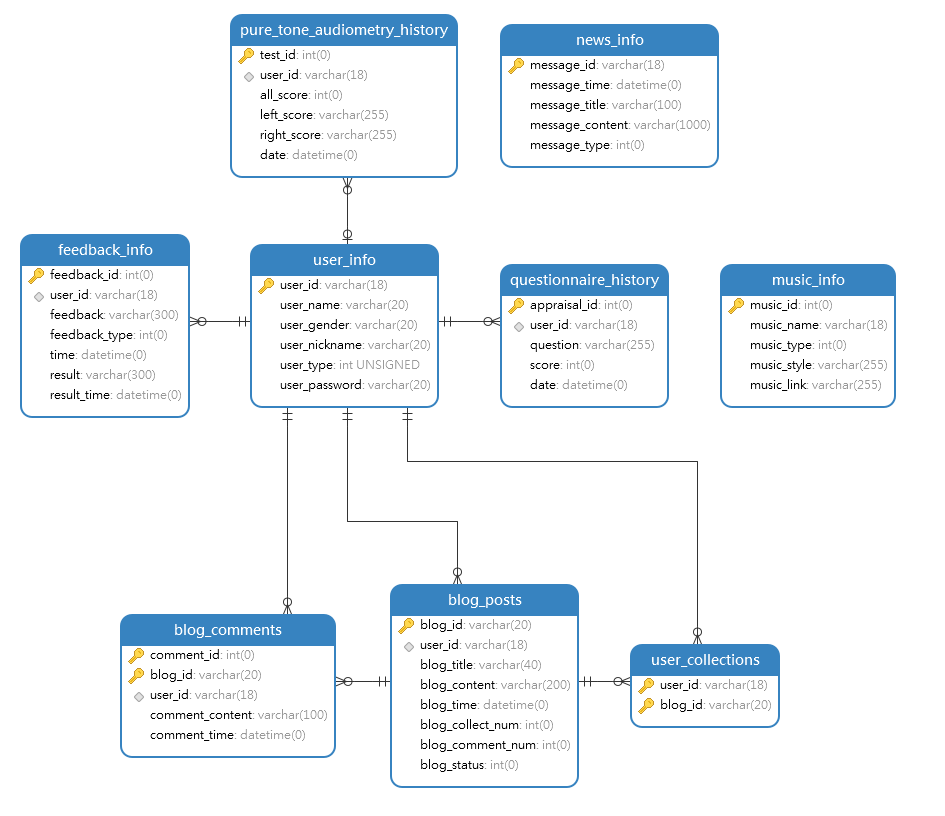 pure_tone_audiometry_history
test_id: int(0)
user_id: varchar(18)
all_score: int(0)
left_score: varchar(255)
right_score: varchar(255)
date: datetime(0)
news_info
message_id: varchar(18)
message_time: datetime(0)
message_title: varchar(100)
message_content: varchar(1000)
message_type: int(0)
feedback_info
feedback_id: int(0)
user_id: varchar(18)
feedback: varchar(300)
feedback_type: int(0)
time: datetime(0)
result: varchar(300)
result_time: datetime(0)
user_info
user_id: varchar(18)
user_name: varchar(20)
user_gender: varchar(20)
user_nickname: varchar(20)
user_type: int UNSIGNED
user_password: varchar(20)
questionnaire_history
appraisal_id: int(0)
user_id: varchar(18)
question: varchar(255)
score: int(0)
date: datetime(0)
music_info
music_id: int(0)
music_name: varchar(18)
music_type: int(0)
music_style: varchar(255)
music_link: varchar(255)
blog_comments
comment_id: int(0)
blog_id: varchar(20)
user_id: varchar(18)
comment_content: varchar(100)
comment_time: datetime(0)
blog_posts
blog_id: varchar(20)
user_id: varchar(18)
blog_title: varchar(40)
blog_content: varchar(200)
blog_time: datetime(0)
blog_collect_num: int(0)
blog_comment_num: int(0)
blog_status: int(0)
user_collections
user_id: varchar(18)
blog_id: varchar(20)